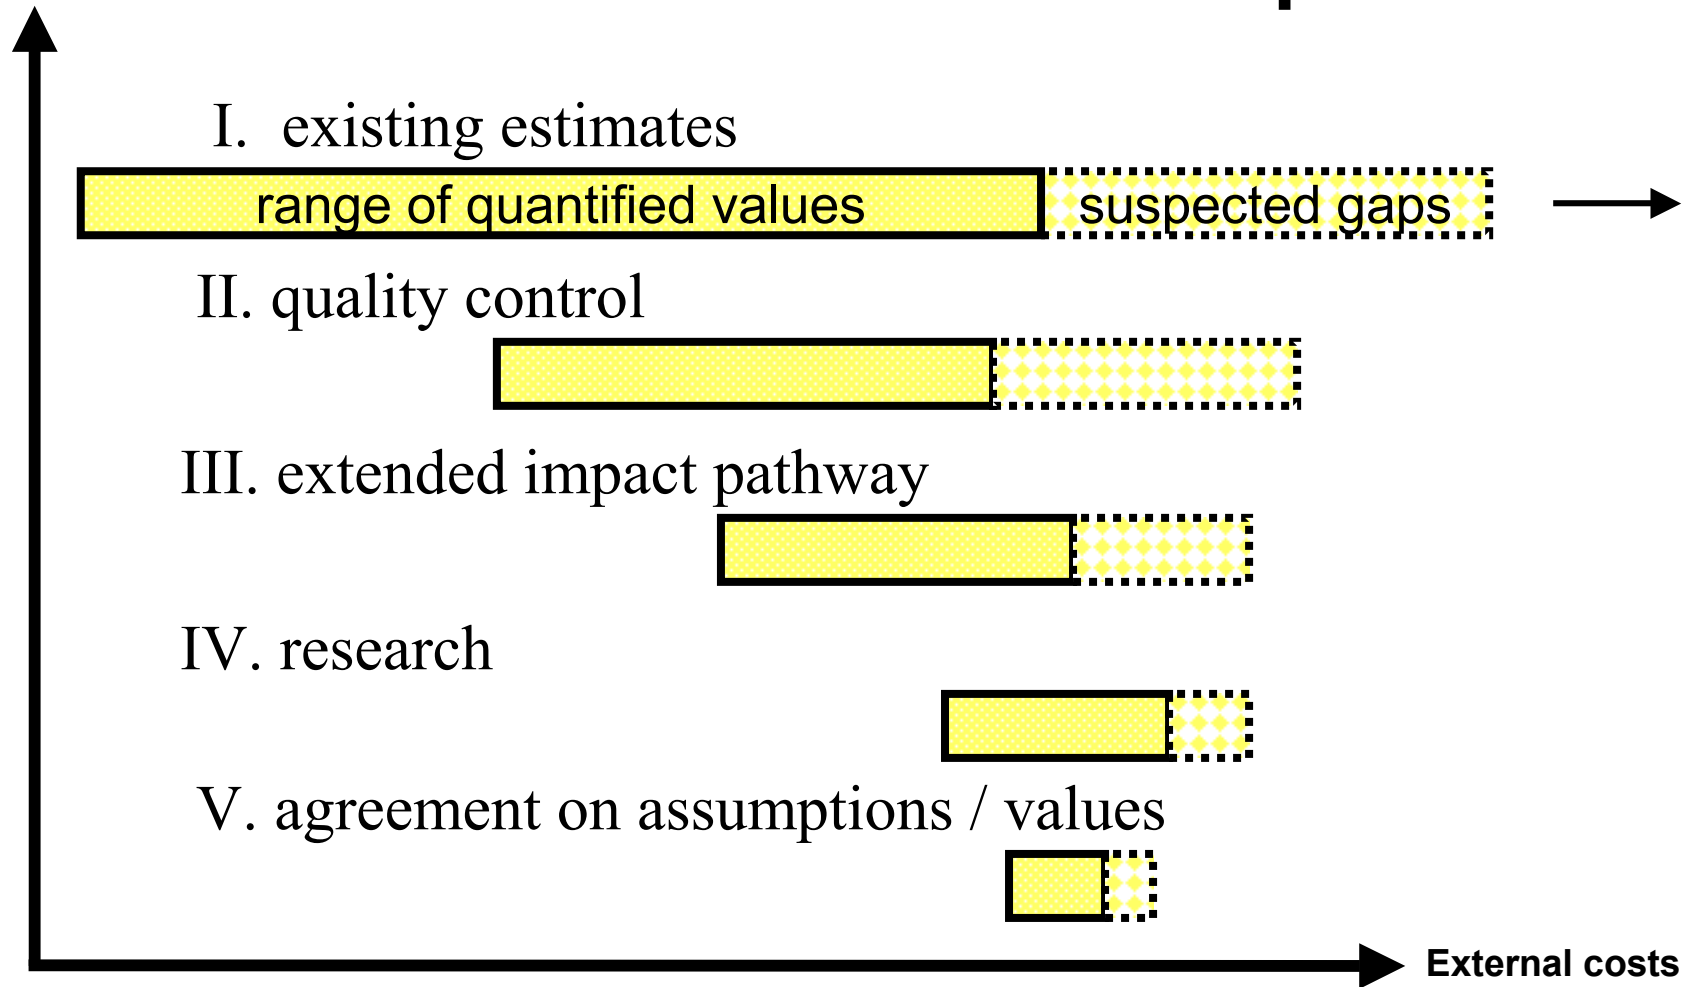 I. existing estimates
range of quantified values suspected gaps
II. quality control
III. extended impact pathway
IV. research
V. agreement on assumptions / values
External costs